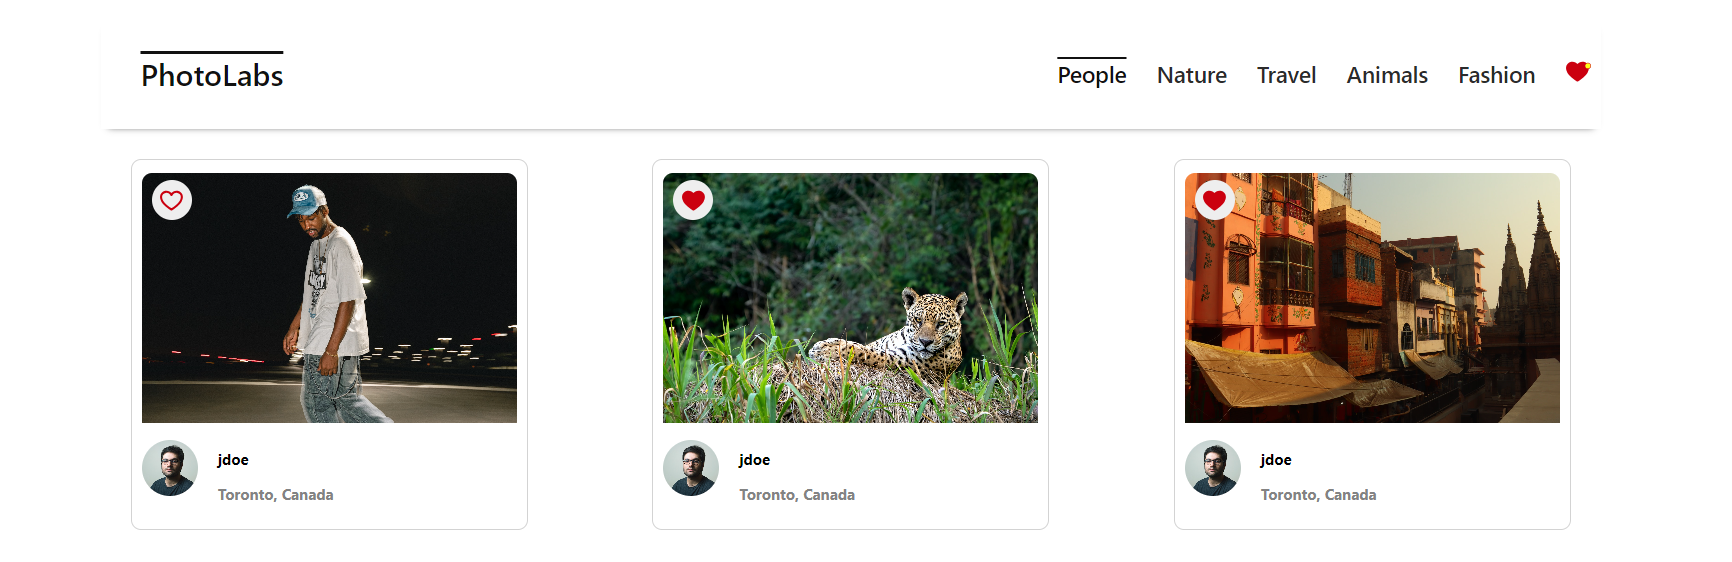 PhotoLabs
People Nature Travel Animals Fashion
jdoe
Toronto, Canada
jdoe
Toronto, Canada
jdoe
Toronto, Canada